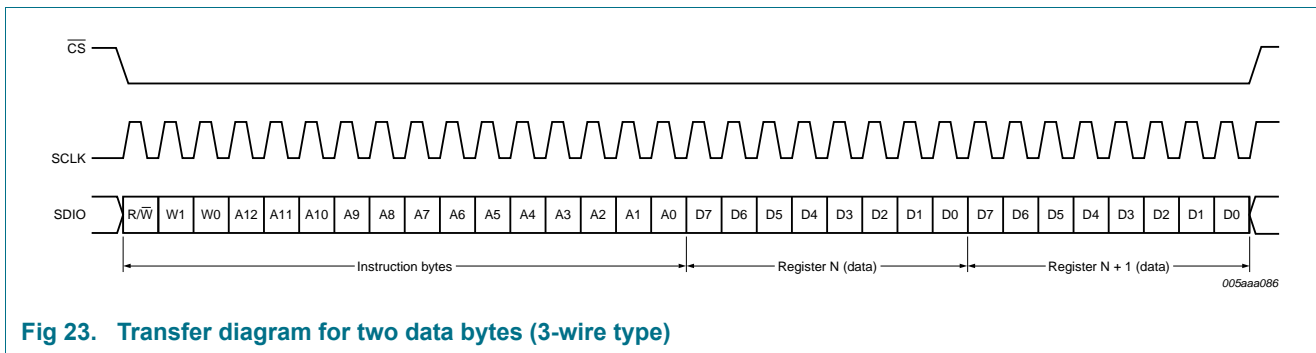 CS
SCLK
SDIO R/W W1 W0 A12 A11 A10 A9 A8 A7 A6 A5 A4 A3 A2 A1 A0 D7 D6 D5 D4 D3 D2 D1 D0 D7 D6 D5 D4 D3 D2 D1 D0
Instruction bytes Register N (data) Register N + 1 (data)
005aaa086
Fig 23. Transfer diagram for two data bytes (3-wire type)